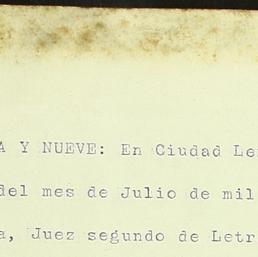 A Y NUEVE: En Ciudad Le
del mes de Julio de mil
a, Juez segundo de Letr